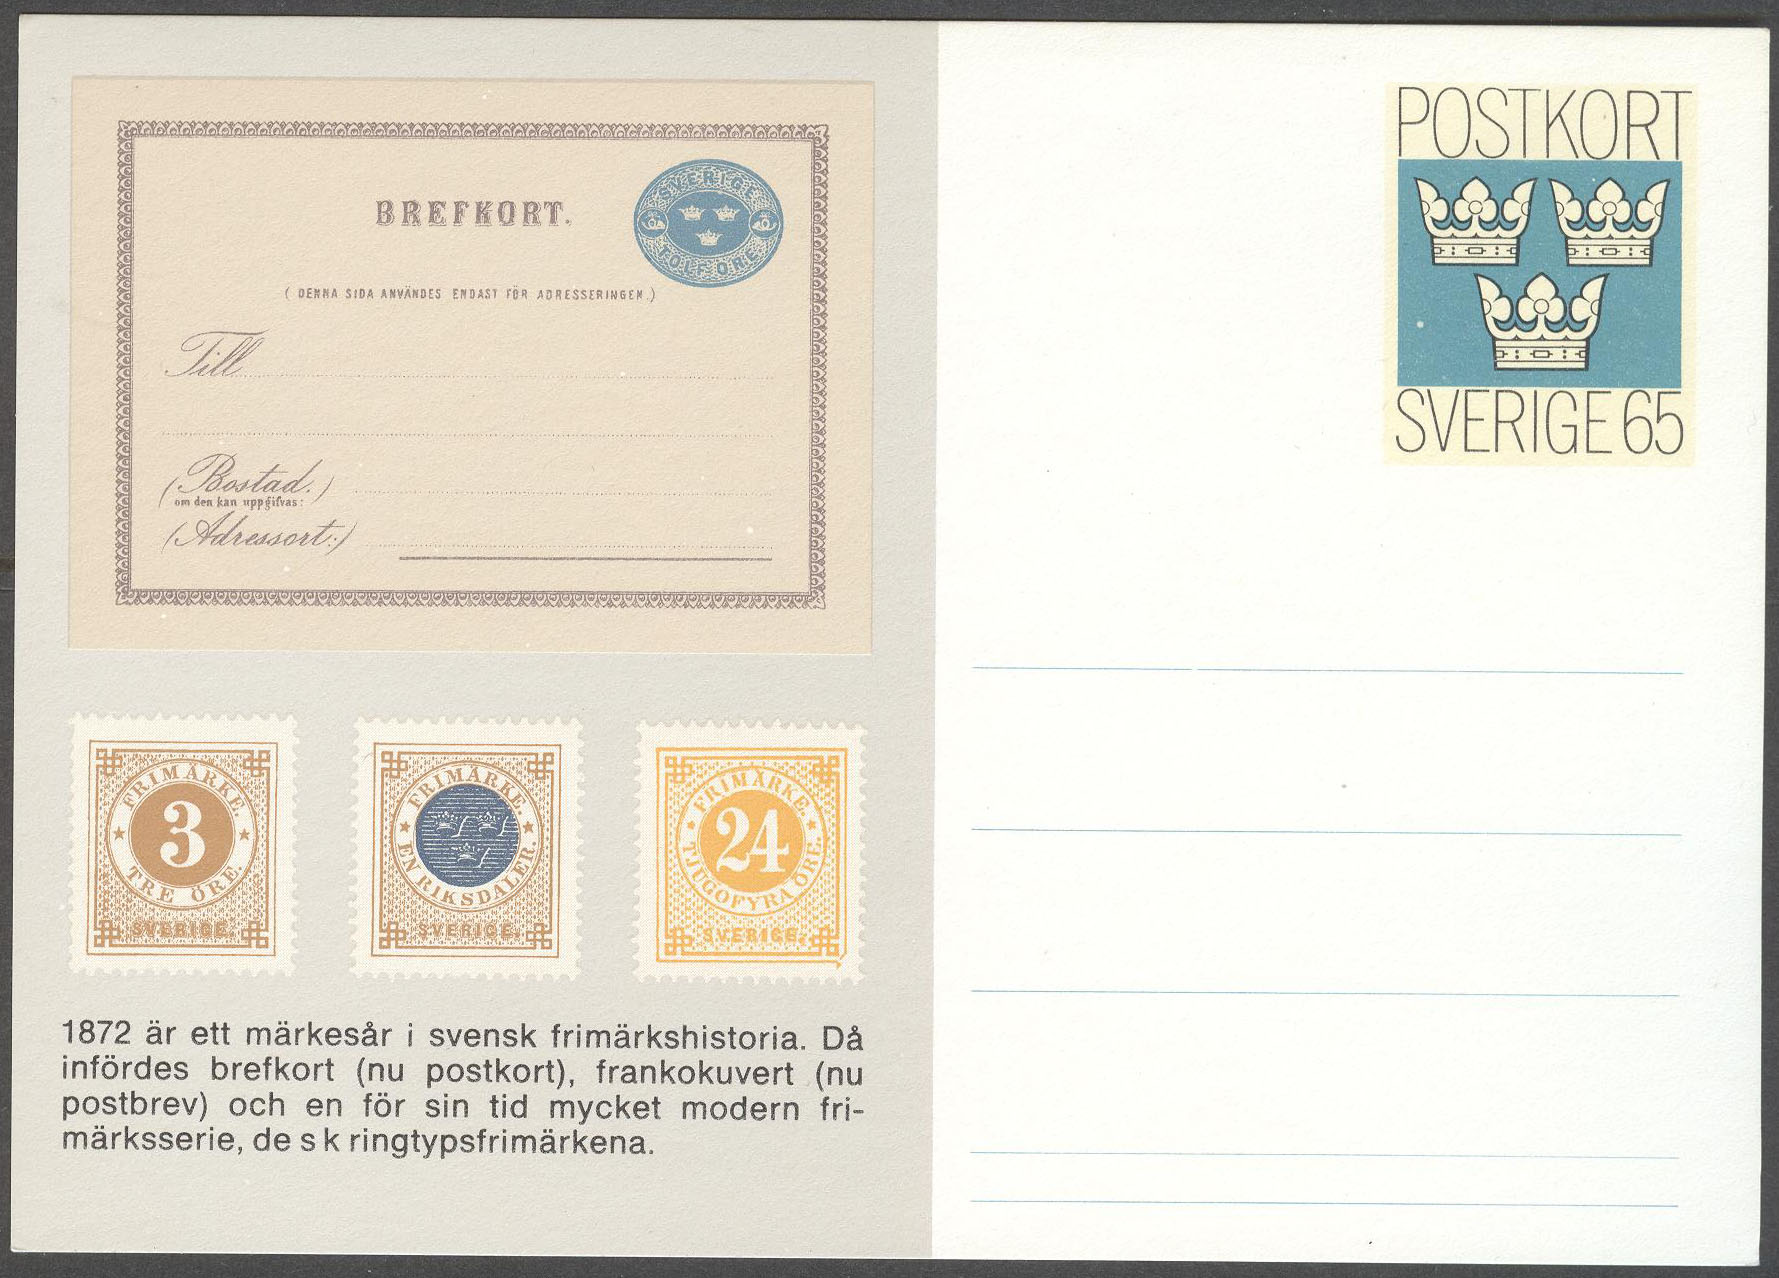 BREFKORT.
SVERIGE
TOLF ÖRE
( DENNA SIDA ANVÄNDES ENDAST FÖR ADRESSERINGEN.)
Till
(Bostad.)
om den kan uppgifvas:
(Adressort:)
FRIMÄRKE.
3
TRE ÖRE.
SVERIGE.
FRIMÄRKE.
EN RIKSDALER.
SVERIGE.
FRIMÄRKE.
24
TJUGOFYRA ÖRE.
SVERIGE.
1872 är ett märkesår i svensk frimärkshistoria. Då
infördes brefkort (nu postkort), frankokuvert (nu
postbrev) och en för sin tid mycket modern fri-
märksserie, de s k ringtypsfrimärkena.
POSTKORT
SVERIGE 65